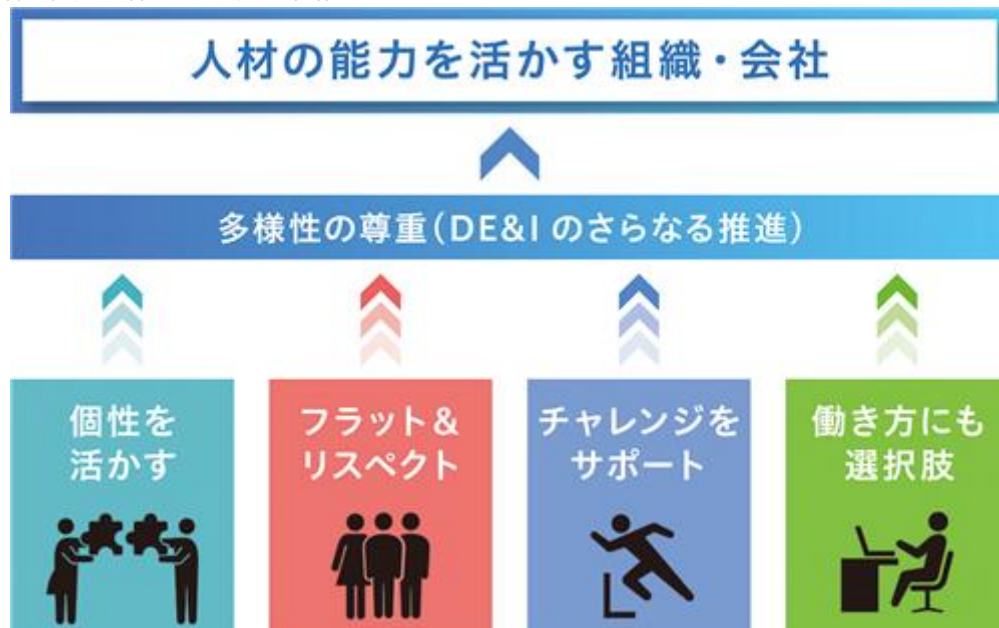 人材の能力を活かす組織・会社
多様性の尊重（DE&I のさらなる推進）
個性を
活かす
フラット＆
リスペクト
チャレンジを
サポート
働き方にも
選択肢